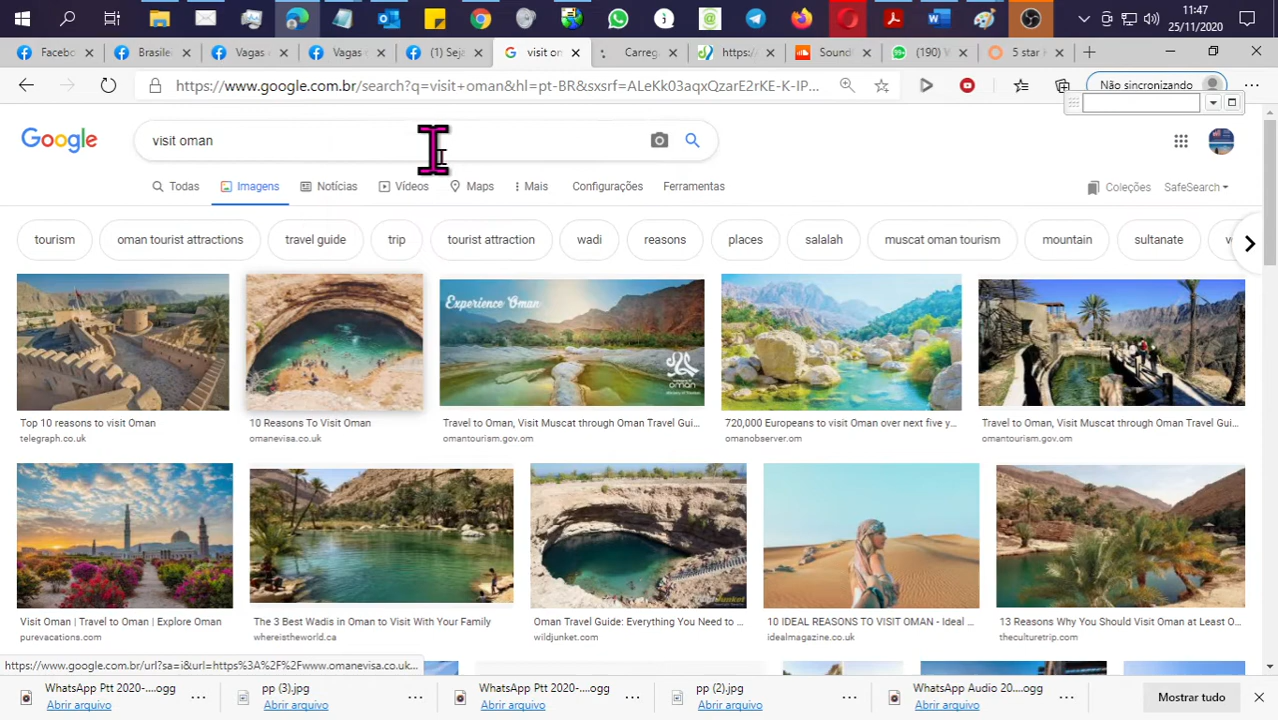 11:47
25/11/2020
Facebo
Brasile
Vagas
Vagas
(1) Seja
visit on
Carreg
https:/
Sound
(190) V
5 star
https://www.google.com.br/search?q=visit+oman&hl=pt-BR&sxsrf=ALeKk03aqxQzarE2rKE-K-IP...
Não sincronizando
Google
visit oman
Todas
Imagens
Notícias
Vídeos
Maps
Mais
Configurações
Ferramentas
Coleções
SafeSearch
tourism
oman tourist attractions
travel guide
trip
tourist attraction
wadi
reasons
places
salalah
muscat oman tourism
mountain
sultanate
Experience Oman
oman
Top 10 reasons to visit Oman
telegraph.co.uk
10 Reasons To Visit Oman
omanevisa.co.uk
Travel to Oman, Visit Muscat through Oman Travel Gui...
omantourism.gov.om
720,000 Europeans to visit Oman over next five y...
omanobserver.om
Travel to Oman, Visit Muscat through Oman Travel Gui...
omantourism.gov.om
Visit Oman | Travel to Oman | Explore Oman
purevacations.com
The 3 Best Wadis in Oman to Visit With Your Family
whereistheworld.ca
Oman Travel Guide: Everything You Need to ...
wildjunket.com
10 IDEAL REASONS TO VISIT OMAN - Ideal ...
idealmagazine.co.uk
13 Reasons Why You Should Visit Oman at Least O...
theculturetrip.com
https://www.google.com.br/url?sa=i&url=https%3A%2F%2Fwww.omanevisa.co.uk...
WhatsApp Ptt 2020-....ogg
Abrir arquivo
pp (3).jpg
Abrir arquivo
WhatsApp Ptt 2020-....ogg
Abrir arquivo
pp (2).jpg
Abrir arquivo
WhatsApp Audio 20....ogg
Abrir arquivo
Mostrar tudo